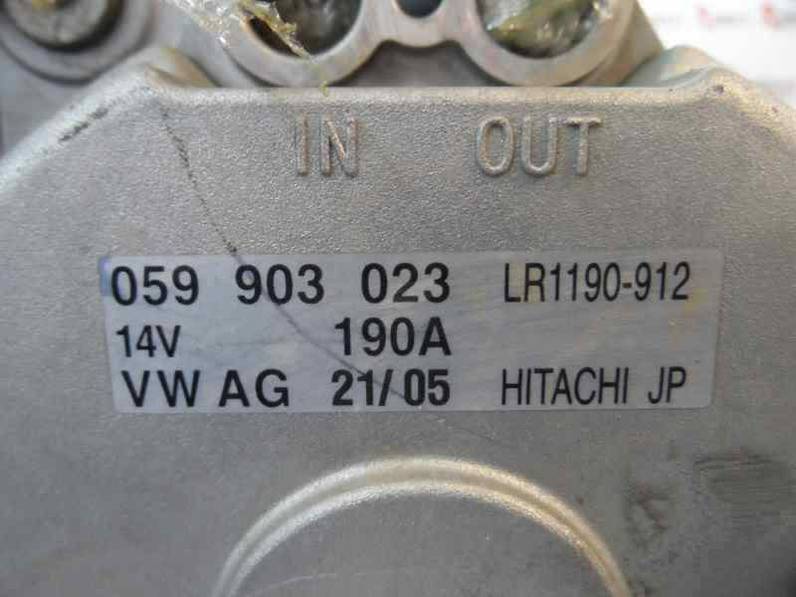 IN OUT
059 903 023 LR1190-912
14V 190A
VW AG 21/05 HITACHI JP